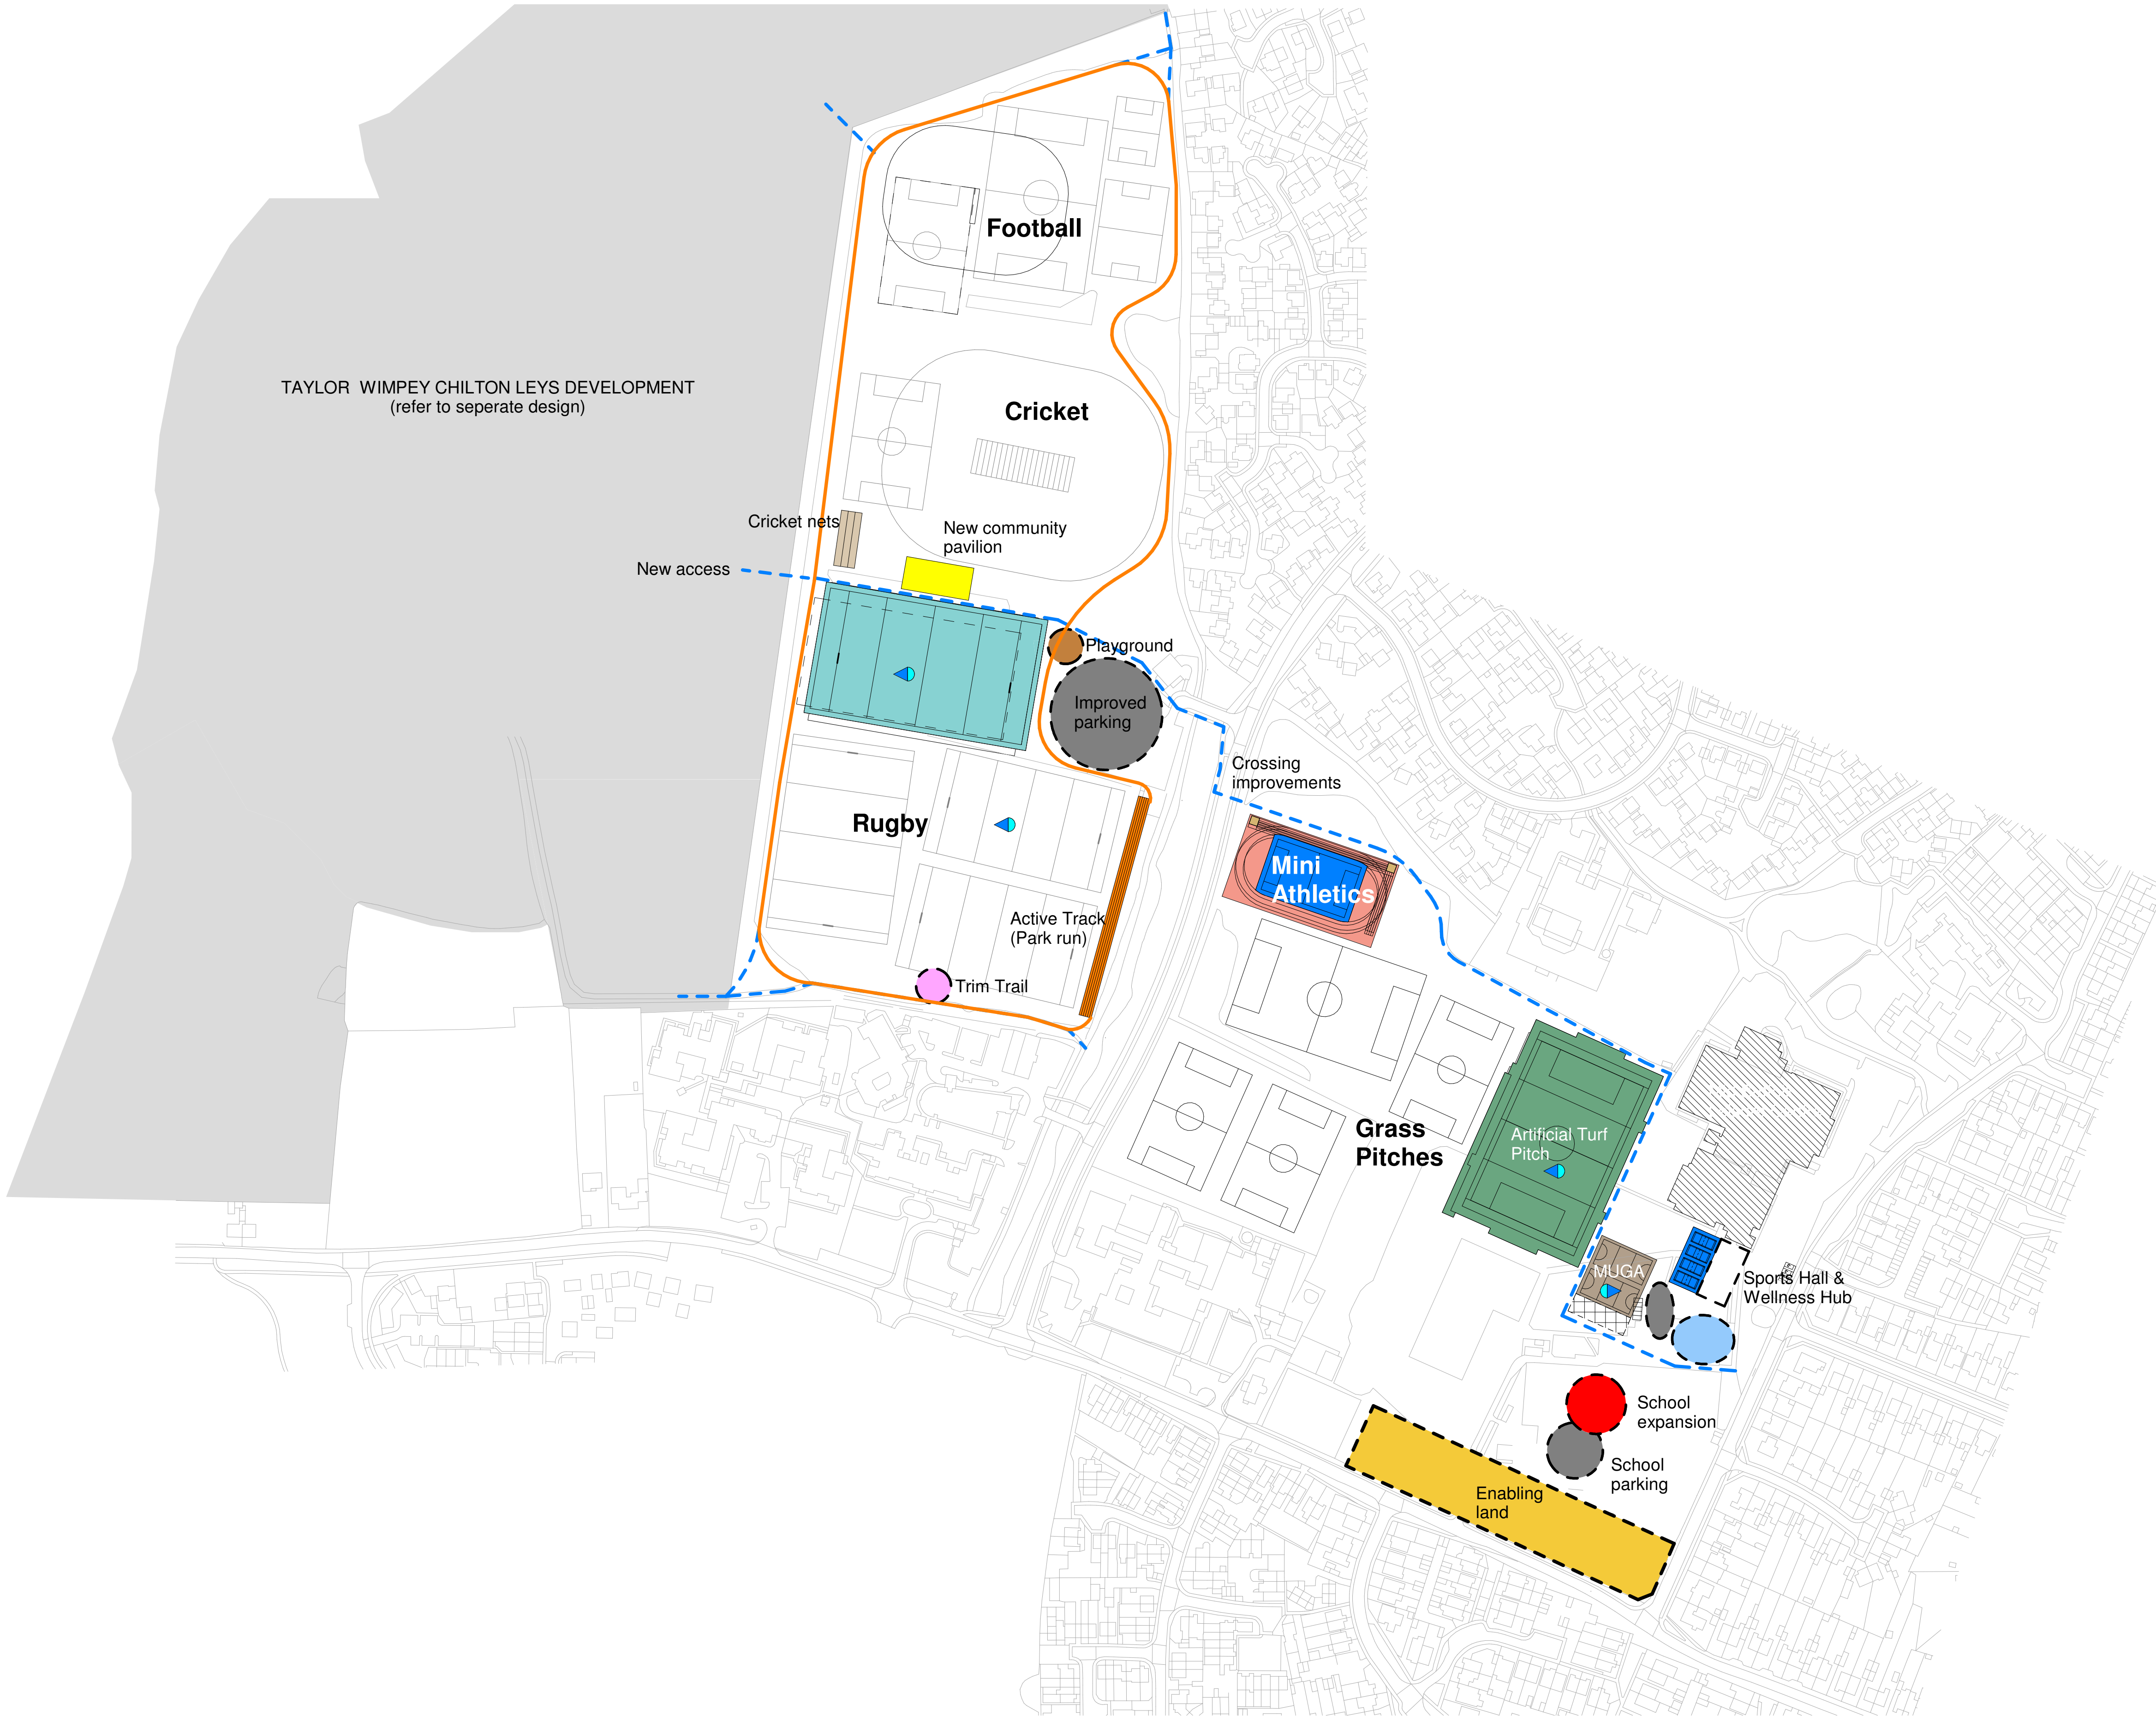 Football
TAYLOR  WIMPEY CHILTON LEYS DEVELOPMENT
(refer to seperate design)
Cricket
Cricket nets
New community
pavilion
New access
Playground
Improved
parking
Crossing
improvements
Rugby
Mini
Athletics
Active Track
(Park run)
Trim Trail
Grass
Pitches
Artificial Turf
Pitch
MUGA
Sports Hall &
Wellness Hub
School
expansion
School
parking
Enabling
land